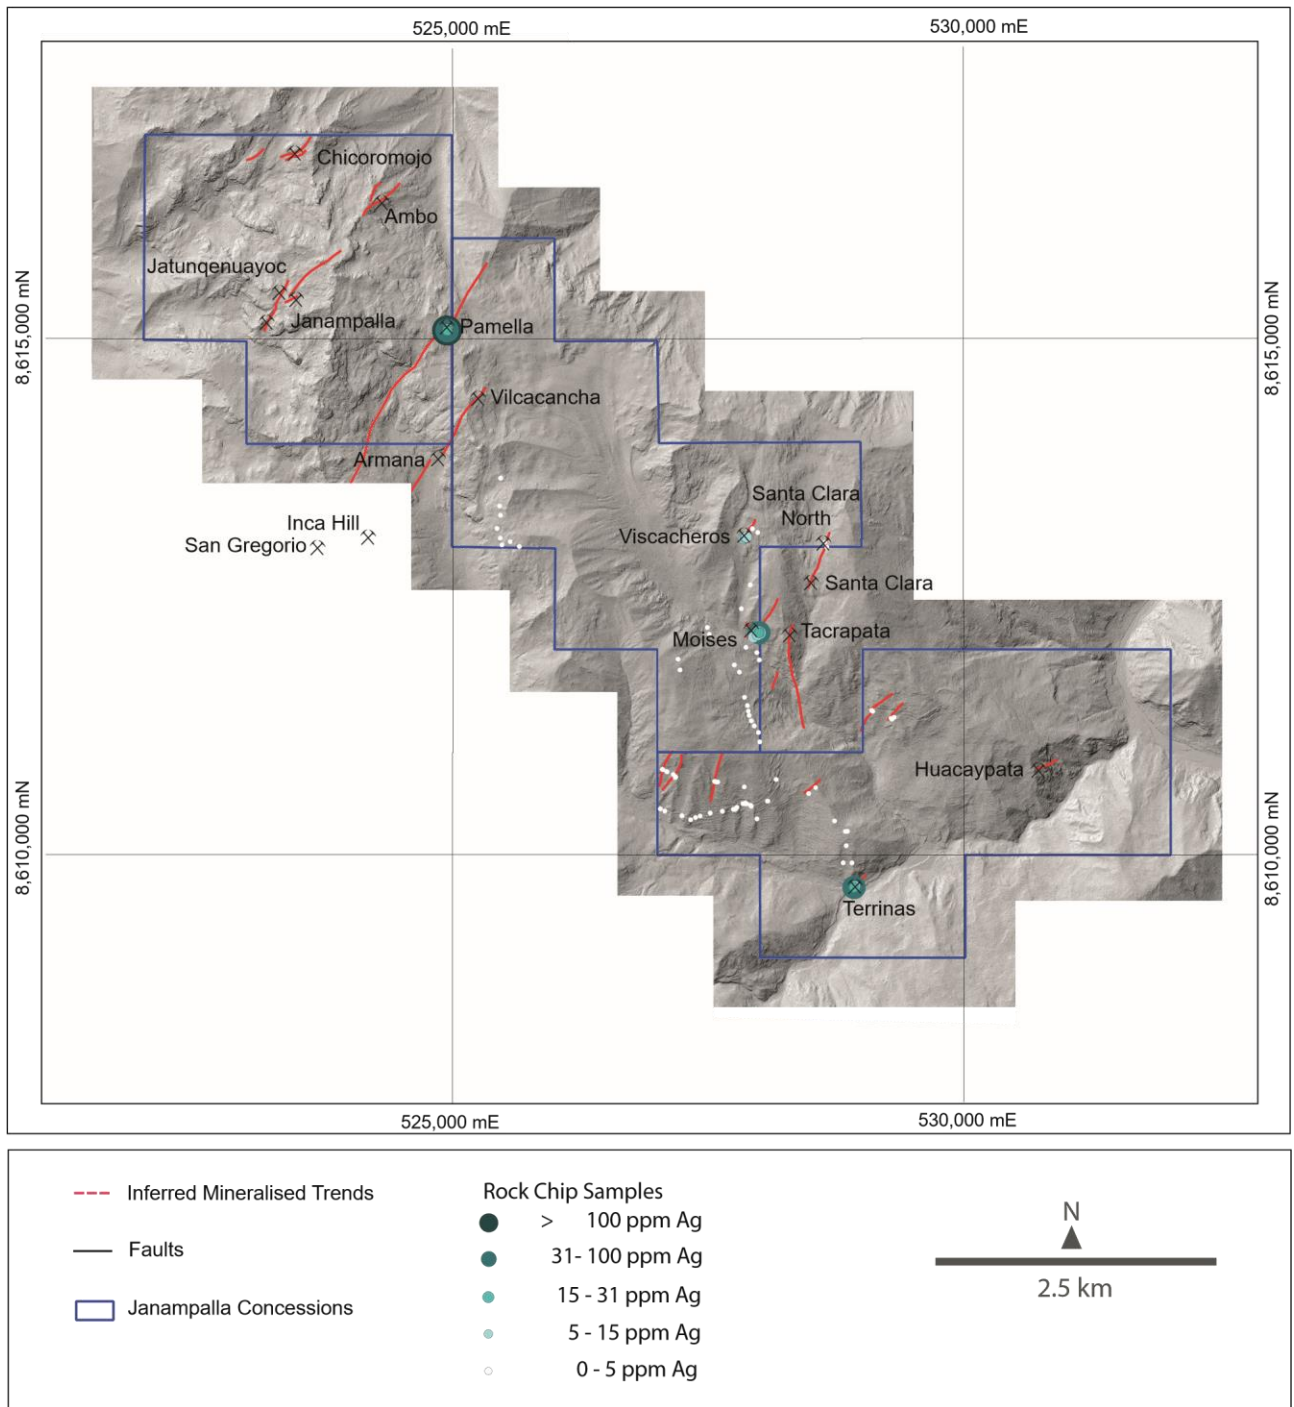 525,000 mE
530,000 mE
Chicoromojo
Ambo
Jatunqenuayoc
Janampalla
Pamella
8,615,000 mN
8,615,000 mN
Vilcacancha
Armana
Santa Clara
North
Inca Hill
San Gregorio
Viscacheros
Santa Clara
Moises
Tacrapata
Huacaypata
8,610,000 mN
8,610,000 mN
Terrinas
525,000 mE
530,000 mE
Inferred Mineralised Trends
Faults
Janampalla Concessions
Rock Chip Samples
> 100 ppm Ag
31- 100 ppm Ag
15 - 31 ppm Ag
5 - 15 ppm Ag
0 - 5 ppm Ag
N
2.5 km